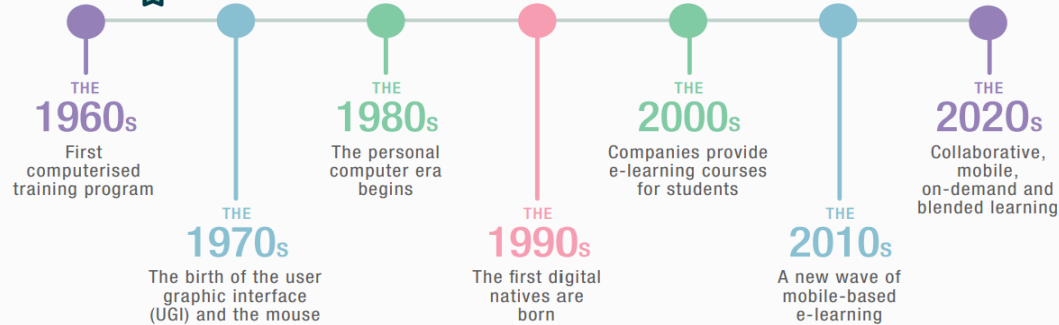 THE
1960s
First
computerised
training program
THE
1970s
The birth of the user
graphic interface
(UGI) and the mouse
THE
1980s
The personal
computer era
begins
THE
1990s
The first digital
natives are
born
THE
2000s
Companies provide
e-learning courses
for students
THE
2010s
A new wave of
mobile-based
e-learning
THE
2020s
Collaborative,
mobile,
on-demand and
blended learning